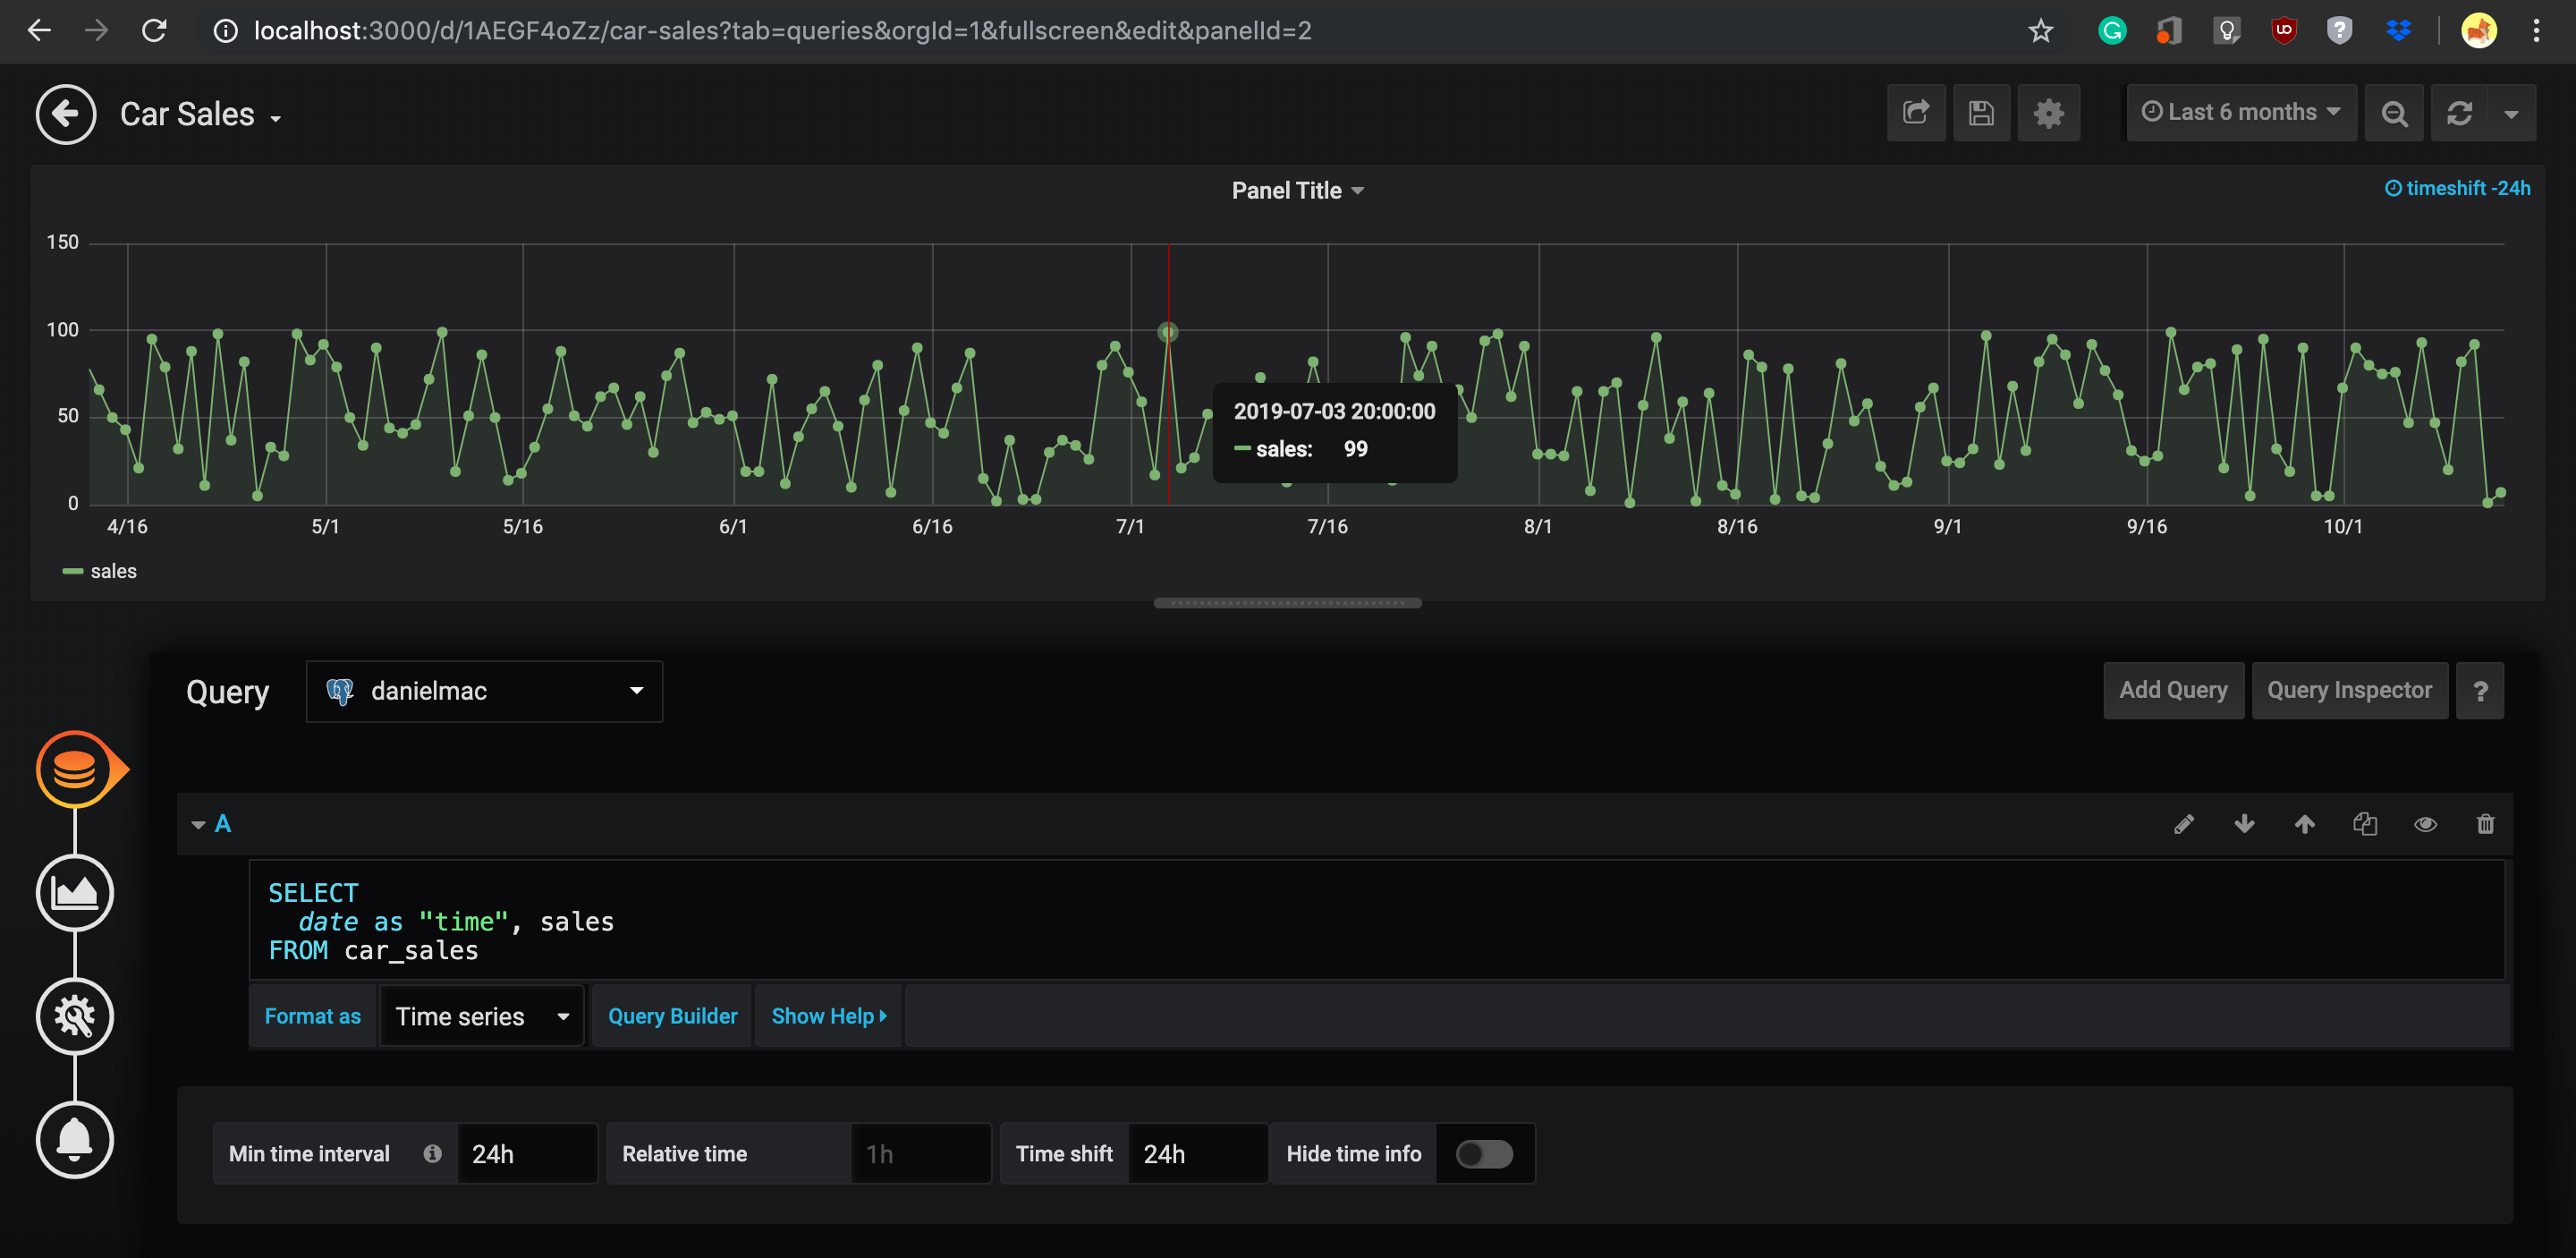 localhost:3000/d/1AEGF4oZz/car-sales?tab=queries&orgId=1&fullscreen&edit&panelId=2
Car Sales
Last 6 months
Panel Title
timeshift -24h
150
100
50
0
2019-07-03 20:00:00
sales: 99
4/16 5/1 5/16 6/1 6/16 7/1 7/16 8/1 8/16 9/1 9/16 10/1
sales
Query danielmac Add Query Query Inspector ?
A
SELECT
date as "time", sales
FROM car_sales
Format as Time series Query Builder Show Help
Min time interval 24h Relative time 1h Time shift 24h Hide time info